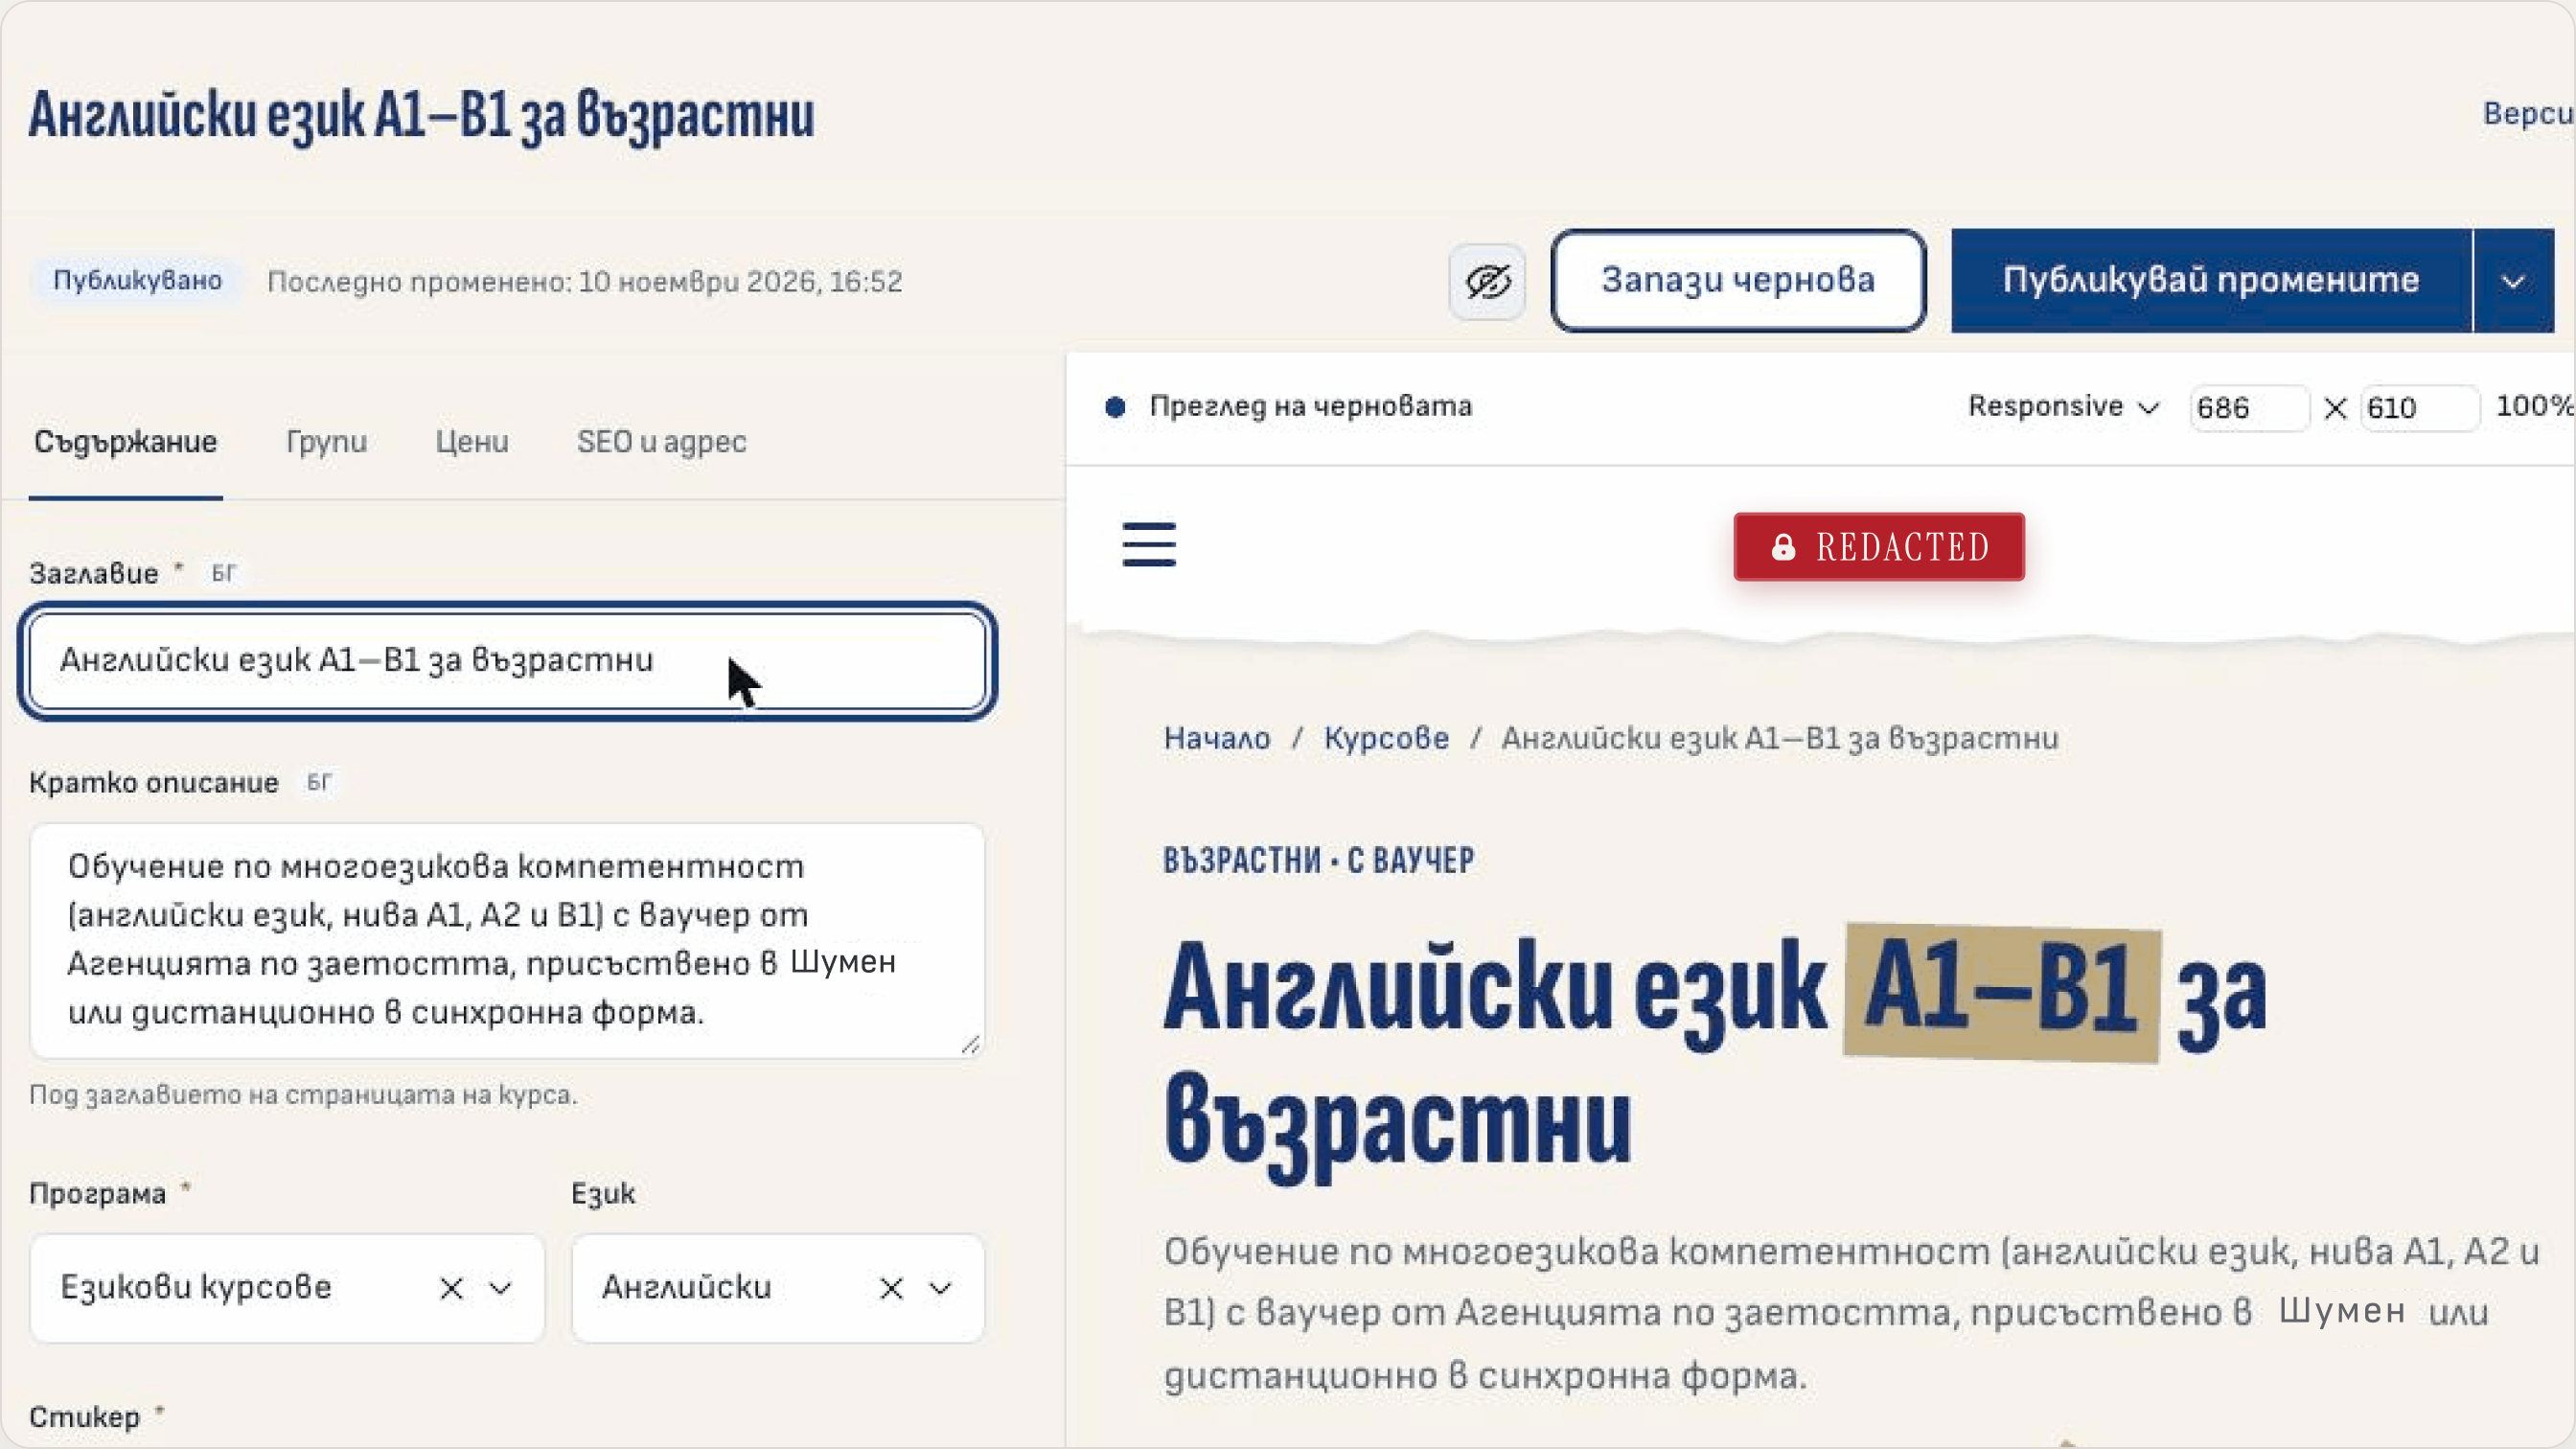 Английски език А1–В1 за възрастни
Публикувано
Последно променено: 10 ноември 2026, 16:52
Запази чернова
Публикувай промените
Съдържание
Групи
Цени
SEO и адрес
Заглавие *
БГ
Английски език А1–В1 за възрастни
Кратко описание
БГ
Обучение по многоезикова компетентност
(английски език, нива А1, А2 и В1) с ваучер от
Агенцията по заетостта, присъствено в Шумен
или дистанционно в синхронна форма.
Под заглавието на страницата на курса.
Програма *
Език
Езикови курсове
Английски
Стикер *
Преглед на черновата
Responsive
686
610
100%
REDACTED
Начало / Курсове / Английски език А1–В1 за възрастни
ВЪЗРАСТНИ · С ВАУЧЕР
Английски език А1–В1 за
възрастни
Обучение по многоезикова компетентност (английски език, нива А1, А2 и
В1) с ваучер от Агенцията по заетостта, присъствено в Шумен или
дистанционно в синхронна форма.